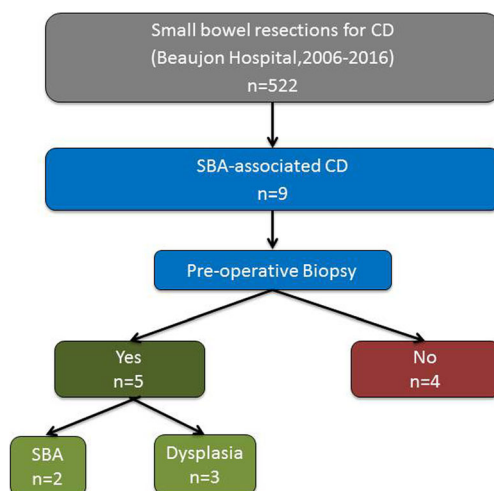 Small bowel resections for CD
(Beaujon Hospital,2006-2016)
n=522
SBA-associated CD
n=9
Pre-operative Biopsy
Yes
n=5
No
n=4
SBA
n=2
Dysplasia
n=3